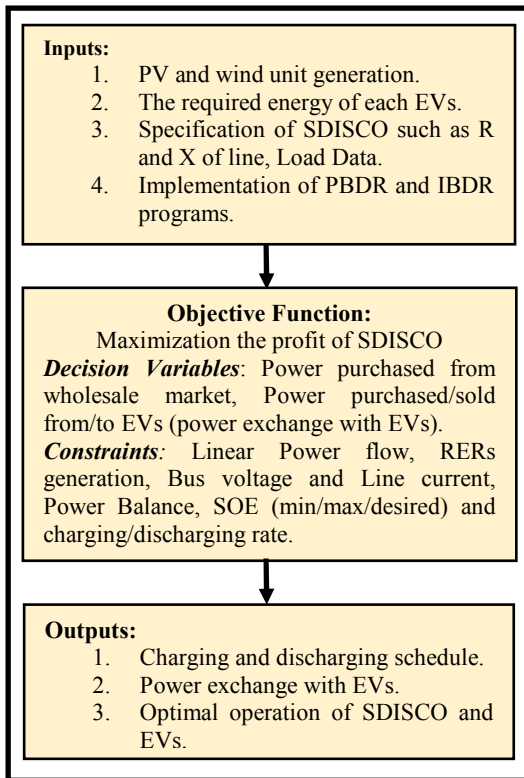 Inputs:
1. PV and wind unit generation.
2. The required energy of each EVs.
3. Specification of SDISCO such as R
and X of line, Load Data.
4. Implementation of PBDR and IBDR
programs.
Objective Function:
Maximization the profit of SDISCO
Decision Variables: Power purchased from
wholesale market, Power purchased/sold
from/to EVs (power exchange with EVs).
Constraints: Linear Power flow, RERs
generation, Bus voltage and Line current,
Power Balance, SOE (min/max/desired) and
charging/discharging rate.
Outputs:
1. Charging and discharging schedule.
2. Power exchange with EVs.
3. Optimal operation of SDISCO and
EVs.